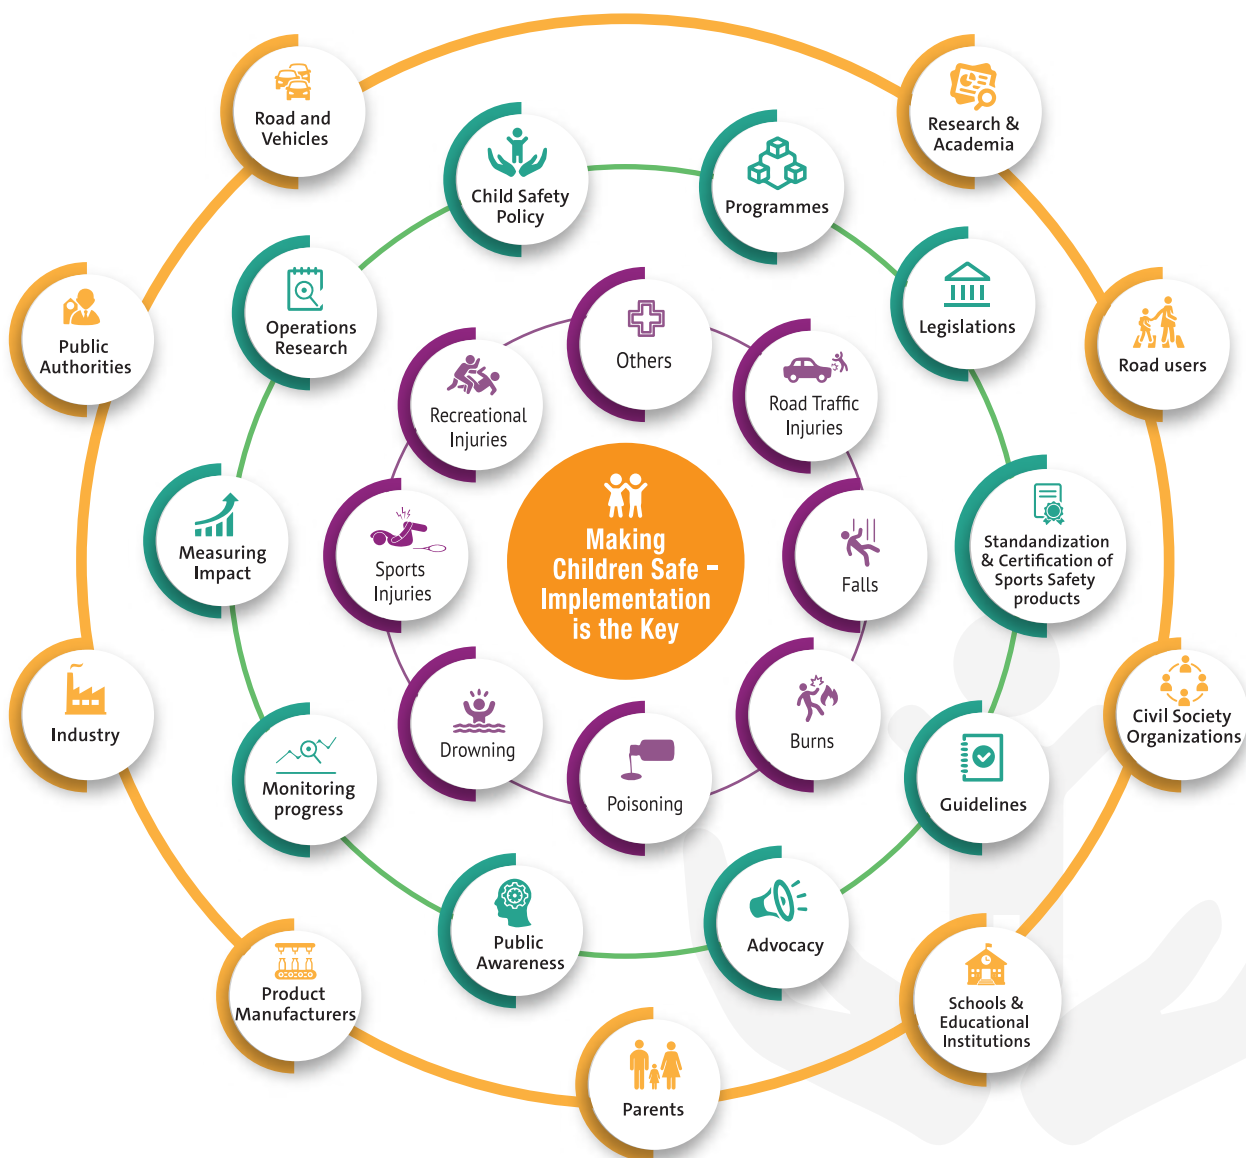 Road and
Vehicles
Research &
Academia
Child Safety
Policy
Programmes
Operations
Research
Legislations
Public
Authorities
Road users
Others
Recreational
Injuries
Road Traffic
Injuries
Making
Children Safe -
Implementation
is the Key
Measuring
Impact
Sports
Injuries
Falls
Standandization
& Certification of
Sports Safety
products
Industry
Drowning
Poisoning
Burns
Civil Society
Organizations
Monitoring
progress
Guidelines
Public
Awareness
Advocacy
Product
Manufacturers
Schools &
Educational
Institutions
Parents